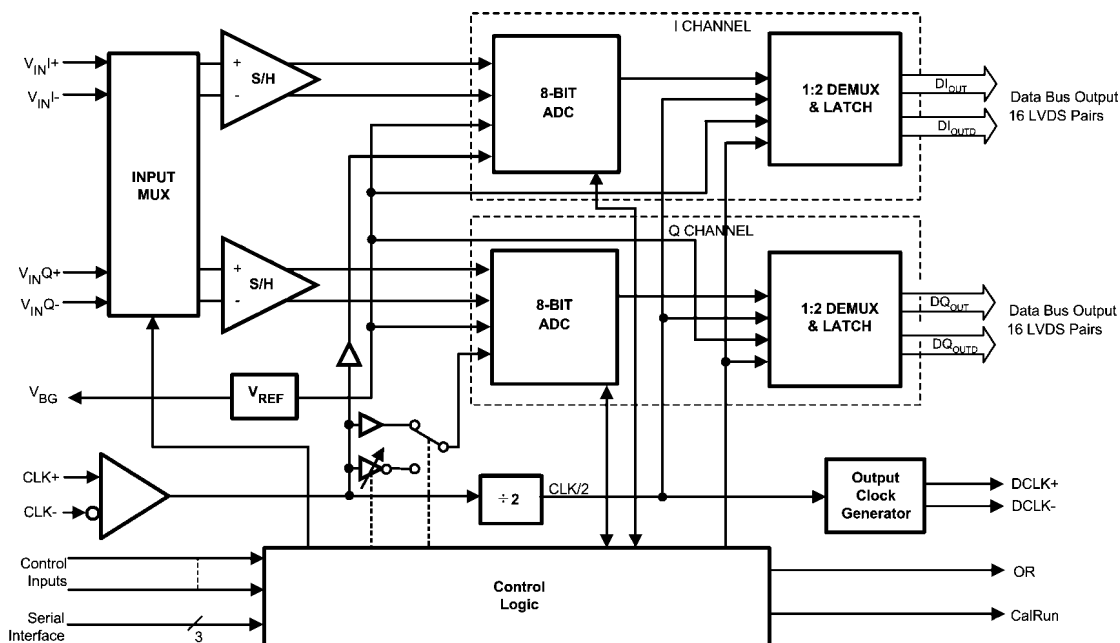 I CHANNEL
V_IN I+
V_IN I-
INPUT
MUX
+
-
S/H
8-BIT
ADC
1:2 DEMUX
& LATCH
DI_OUT
DI_OUTD
Data Bus Output
16 LVDS Pairs
Q CHANNEL
V_IN Q+
V_IN Q-
+
-
S/H
8-BIT
ADC
1:2 DEMUX
& LATCH
DQ_OUT
DQ_OUTD
Data Bus Output
16 LVDS Pairs
V_BG
V_REF
CLK+
CLK-
÷ 2
CLK/2
Output
Clock
Generator
DCLK+
DCLK-
Control
Inputs
Serial
Interface
3
Control
Logic
OR
CalRun